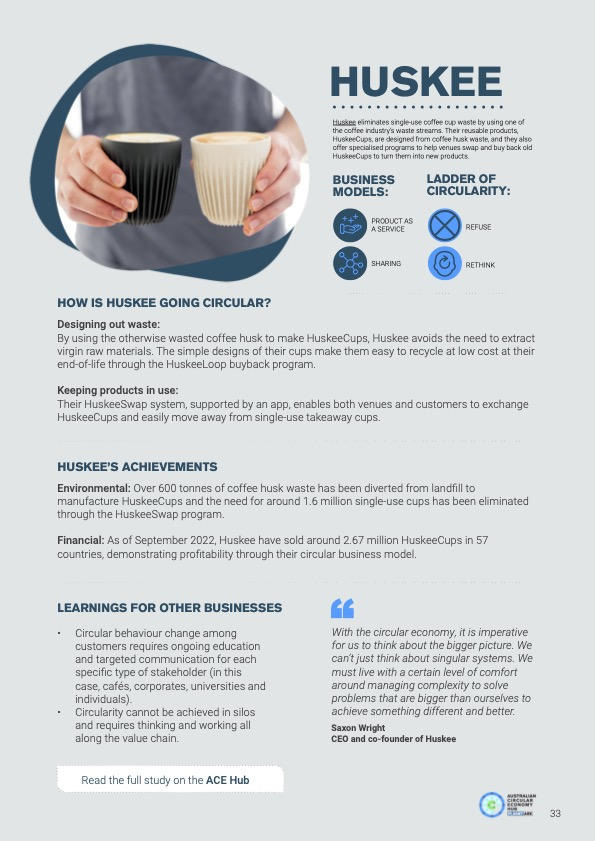 HUSKEE
Huskee eliminates single-use coffee cup waste by using one of
the coffee industry's waste streams. Their reusable products,
HuskeeCups, are designed from coffee husk waste, and they also
offer specialised programs to help venues swap and buy back old
HuskeeCups to turn them into new products.
BUSINESS
MODELS:
PRODUCT AS
A SERVICE
SHARING
LADDER OF
CIRCULARITY:
REFUSE
RETHINK
HOW IS HUSKEE GOING CIRCULAR?
Designing out waste:
By using the otherwise wasted coffee husk to make HuskeeCups, Huskee avoids the need to extract
virgin raw materials. The simple designs of their cups make them easy to recycle at low cost at their
end-of-life through the HuskeeLoop buyback program.
Keeping products in use:
Their HuskeeSwap system, supported by an app, enables both venues and customers to exchange
HuskeeCups and easily move away from single-use takeaway cups.
HUSKEE'S ACHIEVEMENTS
Environmental: Over 600 tonnes of coffee husk waste has been diverted from landfill to
manufacture HuskeeCups and the need for around 1.6 million single-use cups has been eliminated
through the HuskeeSwap program.
Financial: As of September 2022, Huskee have sold around 2.67 million HuskeeCups in 57
countries, demonstrating profitability through their circular business model.
LEARNINGS FOR OTHER BUSINESSES
• Circular behaviour change among
customers requires ongoing education
and targeted communication for each
specific type of stakeholder (in this
case, cafés, corporates, universities and
individuals).
• Circularity cannot be achieved in silos
and requires thinking and working all
along the value chain.
Read the full study on the ACE Hub
“
With the circular economy, it is imperative
for us to think about the bigger picture. We
can't just think about singular systems. We
must live with a certain level of comfort
around managing complexity to solve
problems that are bigger than ourselves to
achieve something different and better.
Saxon Wright
CEO and co-founder of Huskee
AUSTRALIAN
CIRCULAR
ECONOMY
HUB
PLANET ARK
33